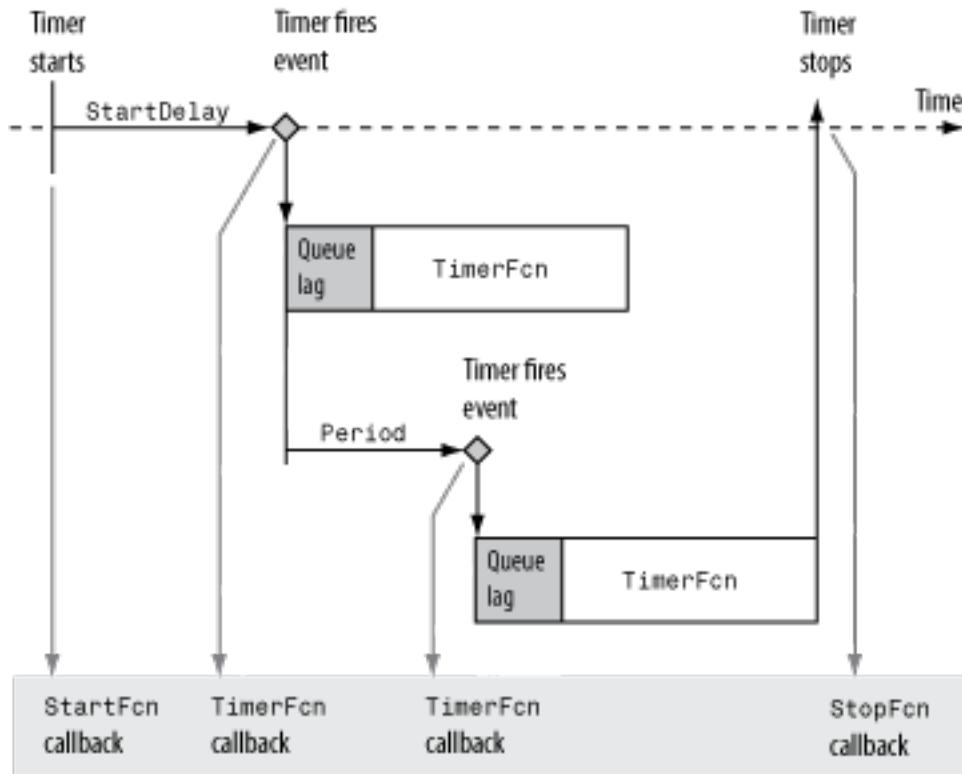 Timer
starts
Timer fires
event
Timer
stops
StartDelay
Time
Queue
lag
TimerFcn
Timer fires
event
Period
Queue
lag
TimerFcn
StartFcn
callback
TimerFcn
callback
TimerFcn
callback
StopFcn
callback